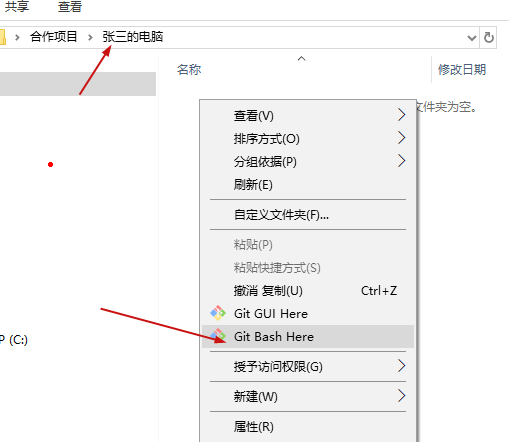 共享 查看
合作项目 张三的电脑
名称 修改日期
文件夹为空。
查看(V)
排序方式(O)
分组依据(P)
刷新(E)
自定义文件夹(F)...
粘贴(P)
粘贴快捷方式(S)
撤消 复制(U) Ctrl+Z
Git GUI Here
Git Bash Here
P (C:)
授予访问权限(G)
新建(W)
属性(R)